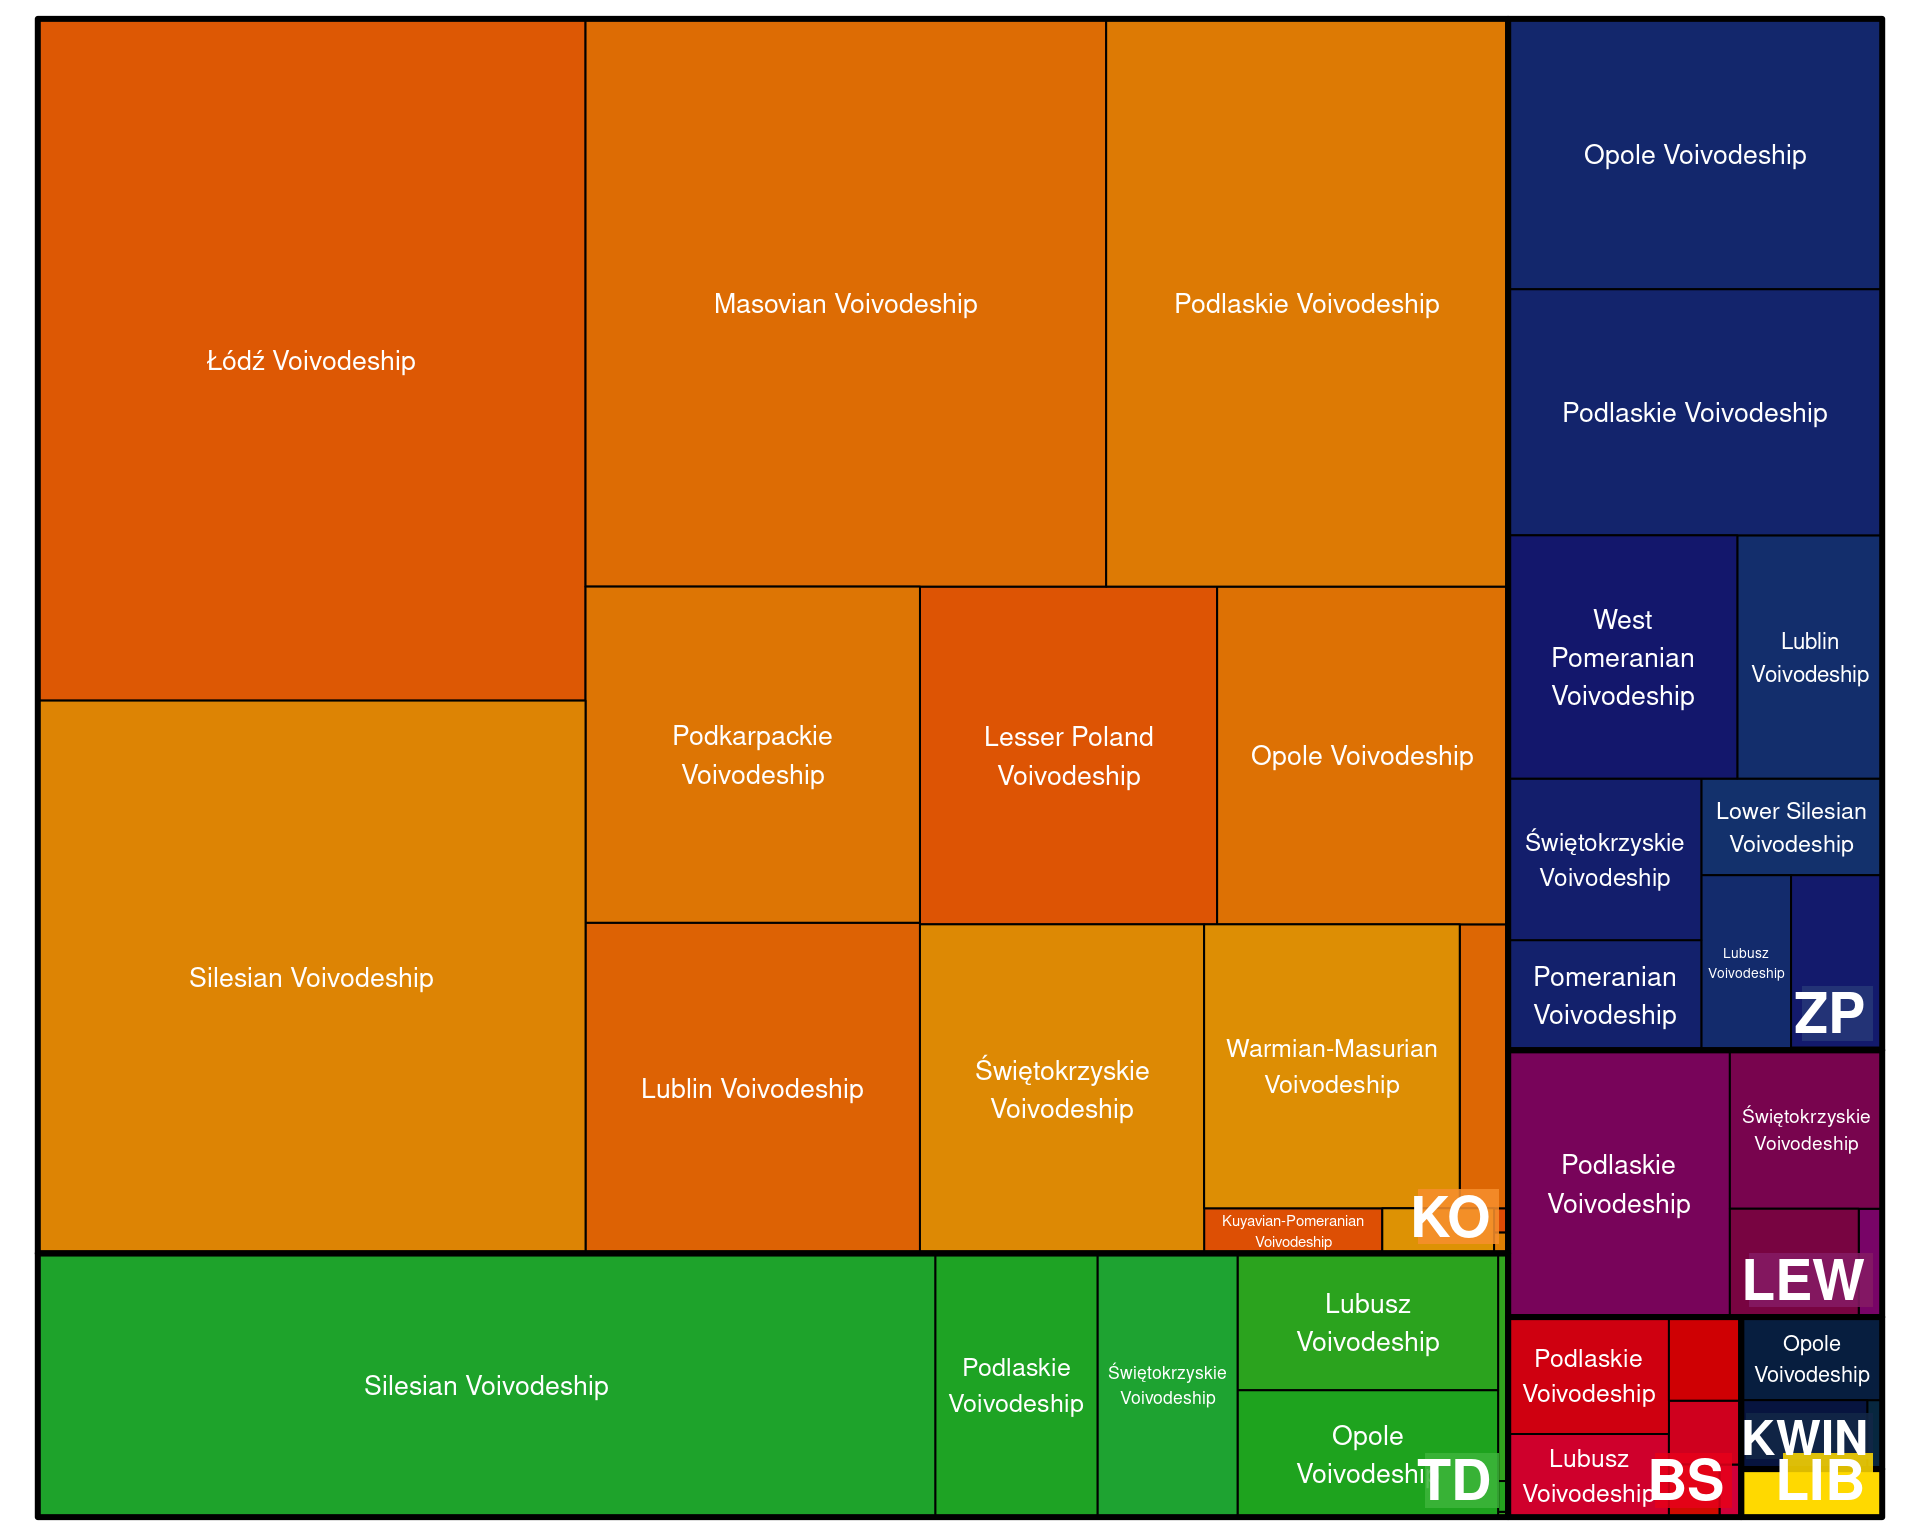 Łódź Voivodeship
Masovian Voivodeship
Podlaskie Voivodeship
Silesian Voivodeship
Podkarpackie
Voivodeship
Lesser Poland
Voivodeship
Opole Voivodeship
Lublin Voivodeship
Świętokrzyskie
Voivodeship
Warmian-Masurian
Voivodeship
Kuyavian-Pomeranian
Voivodeship
KO
Silesian Voivodeship
Podlaskie
Voivodeship
Świętokrzyskie
Voivodeship
Lubusz
Voivodeship
Opole
Voivodeship
TD
Opole Voivodeship
Podlaskie Voivodeship
West
Pomeranian
Voivodeship
Lublin
Voivodeship
Świętokrzyskie
Voivodeship
Lower Silesian
Voivodeship
Pomeranian
Voivodeship
Lubusz
Voivodeship
ZP
Podlaskie
Voivodeship
Świętokrzyskie
Voivodeship
LEW
Podlaskie
Voivodeship
Lubusz
Voivodeship
BS
Opole
Voivodeship
KWIN
LIB